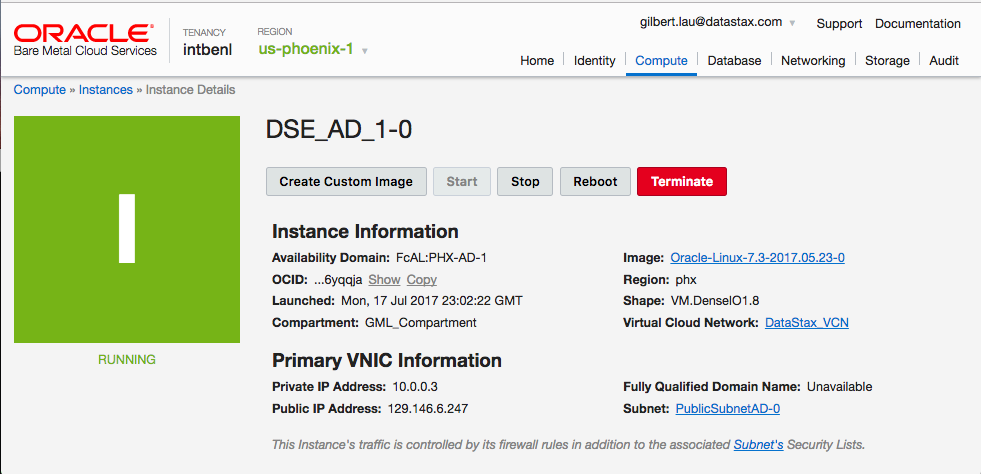 gilbert.lau@datastax.com Support Documentation
ORACLE®
Bare Metal Cloud Services
TENANCY
intbenl
REGION
us-phoenix-1
Home Identity Compute Database Networking Storage Audit
Compute » Instances » Instance Details
DSE_AD_1-0
Create Custom Image Start Stop Reboot Terminate
Instance Information
Availability Domain: FcAL:PHX-AD-1
OCID: ...6yqqja Show Copy
Launched: Mon, 17 Jul 2017 23:02:22 GMT
Compartment: GML_Compartment
Image: Oracle-Linux-7.3-2017.05.23-0
Region: phx
Shape: VM.DenseIO1.8
Virtual Cloud Network: DataStax_VCN
RUNNING
Primary VNIC Information
Private IP Address: 10.0.0.3
Public IP Address: 129.146.6.247
Fully Qualified Domain Name: Unavailable
Subnet: PublicSubnetAD-0
This Instance's traffic is controlled by its firewall rules in addition to the associated Subnet's Security Lists.